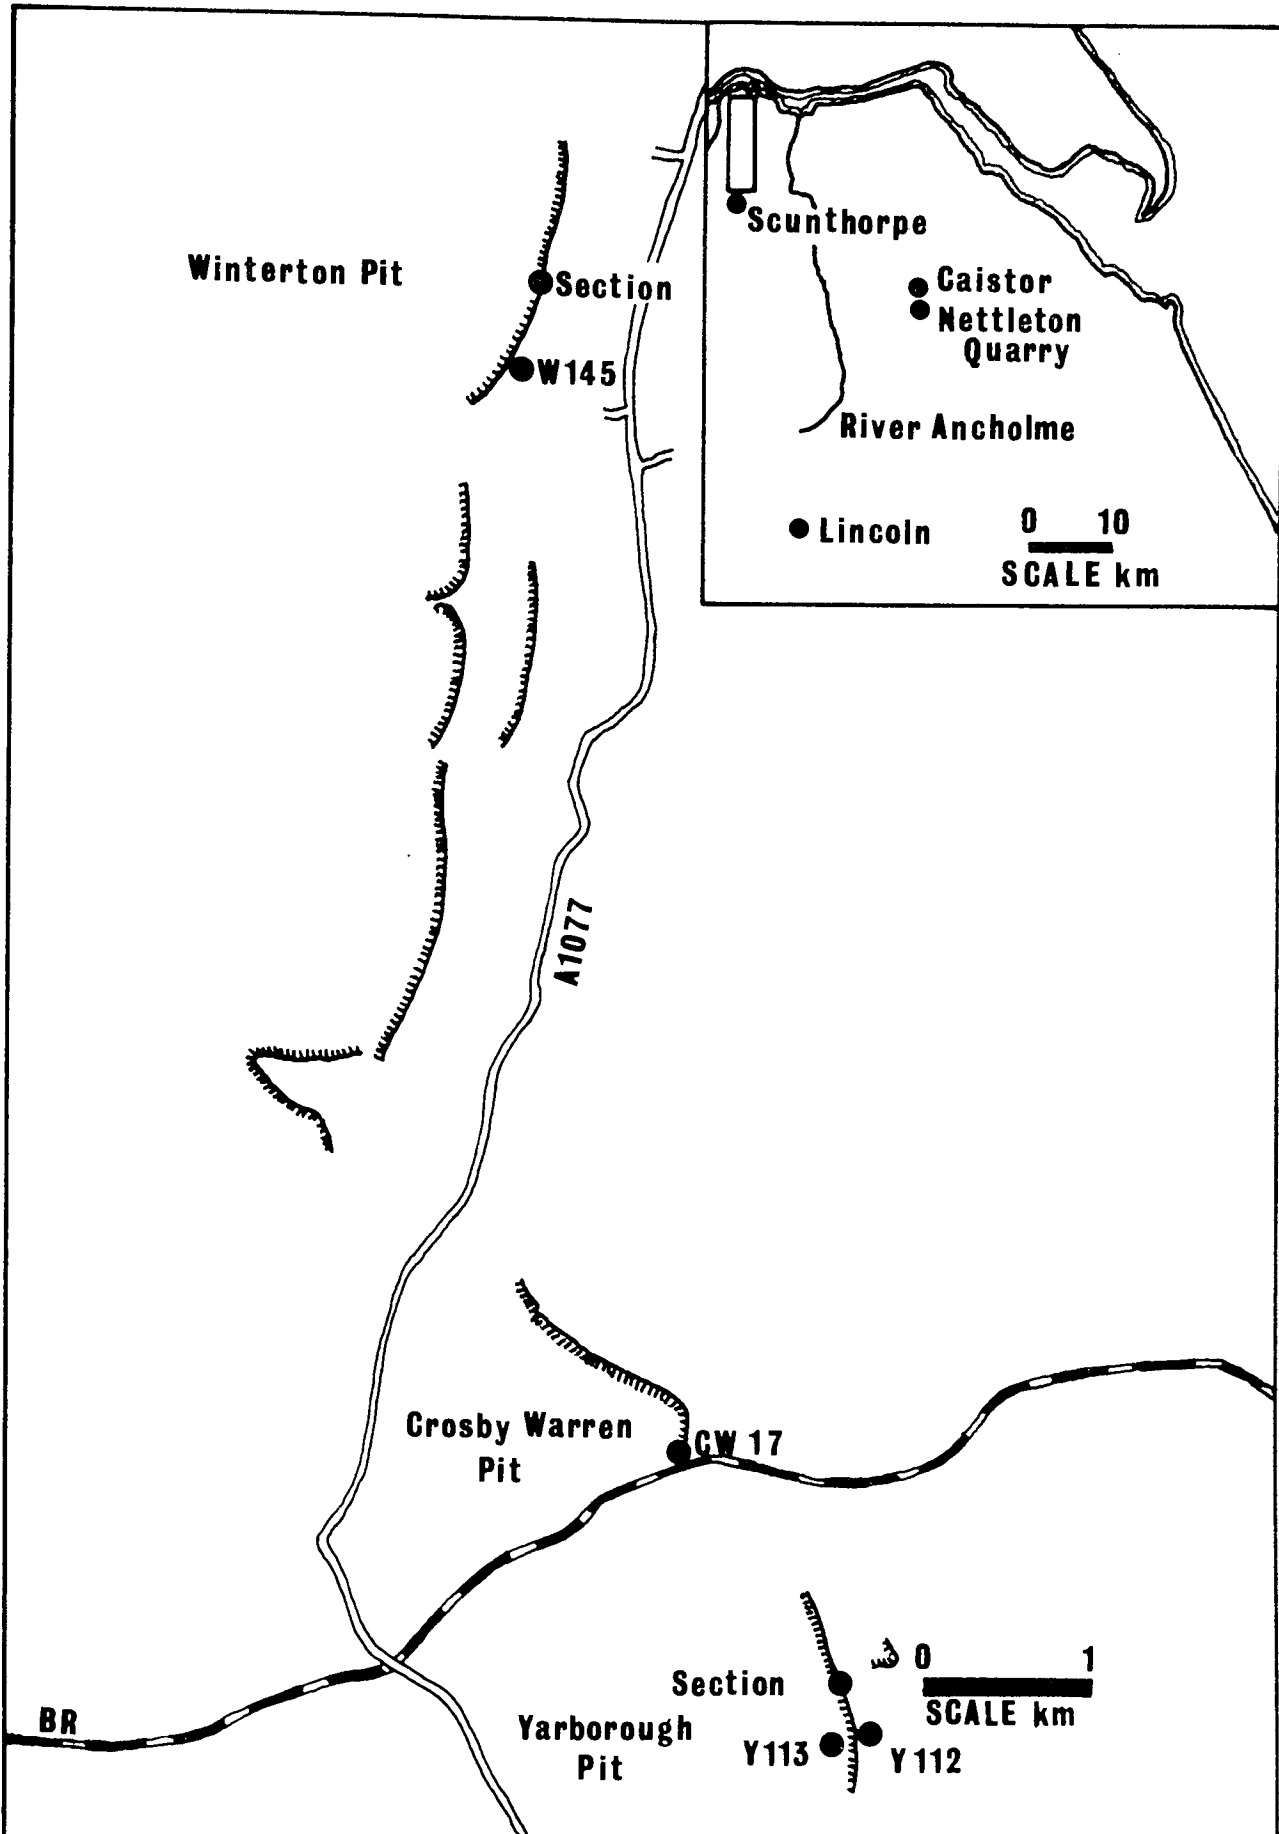 Winterton Pit
Section
W145
Scunthorpe
Caistor
Nettleton
Quarry
River Ancholme
Lincoln
0 10
SCALE km
A1077
Crosby Warren
Pit
CW 17
BR
Section
Yarborough
Pit
Y113
Y112
0 1
SCALE km